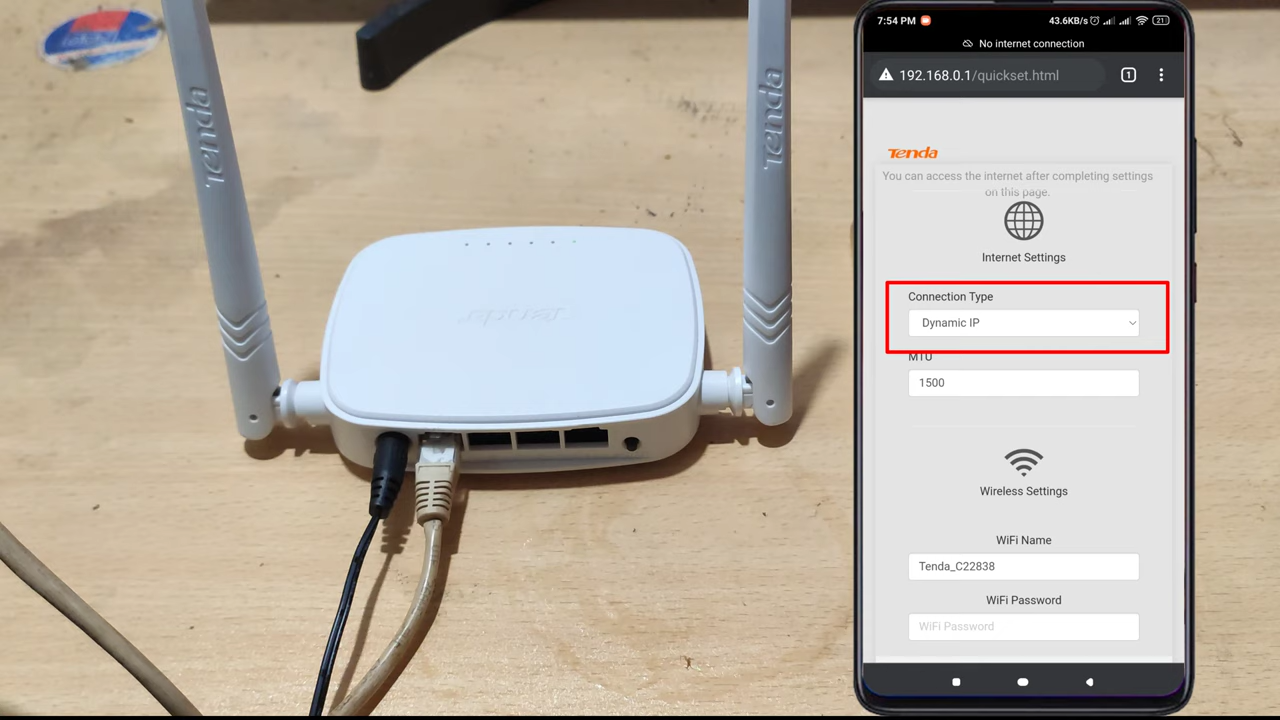 Tenda
Tenda
Tenda
7:54 PM
43.6KB/s
21
No internet connection
192.168.0.1/quickset.html
1
Tenda
You can access the internet after completing settings
on this page.
Internet Settings
Connection Type
Dynamic IP
MTU
1500
Wireless Settings
WiFi Name
Tenda_C22838
WiFi Password
WiFi Password